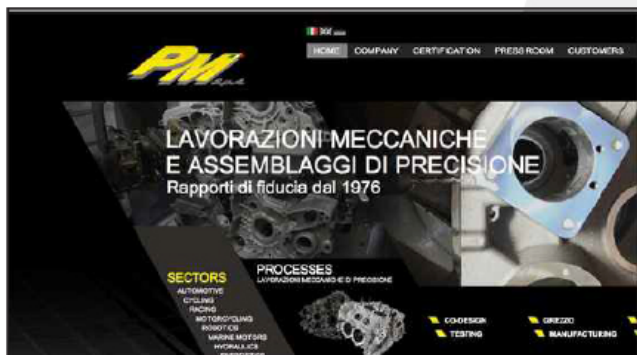 HOME COMPANY CERTIFICATION PRESS ROOM CUSTOMERS
PMI S.p.A.
LAVORAZIONI MECCANICHE
E ASSEMBLAGGI DI PRECISIONE
Rapporti di fiducia dal 1976
SECTORS
AUTOMOTIVE
CYCLING
RACING
MOTORCYCLING
ROBOTICS
MARINE MOTORS
HYDRAULICS
PROCESSES
LAVORAZIONI MECCANICHE DI PRECISIONE
CO-DESIGN
GREZZO
TESTING
MANUFACTURING